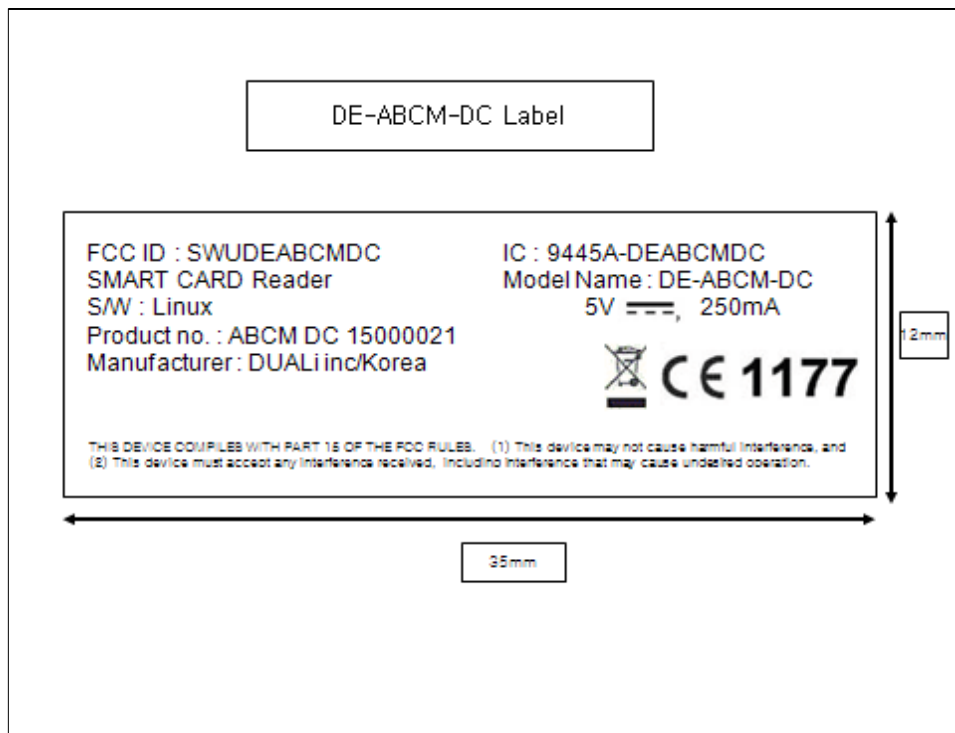 DE-ABCM-DC Label
FCC ID : SWUDEABCMDC
SMART CARD Reader
S/W : Linux
Product no. : ABCM DC 15000021
Manufacturer : DUALi inc/Korea
IC : 9445A-DEABCMDC
Model Name : DE-ABCM-DC
5V, 250mA
CE 1177
THIS DEVICE COMPILES WITH PART 15 OF THE FCC RULES. (1) This device may not cause harmful interference, and
(2) This device must accept any interference received, including interference that may cause undesired operation.
12mm
35mm